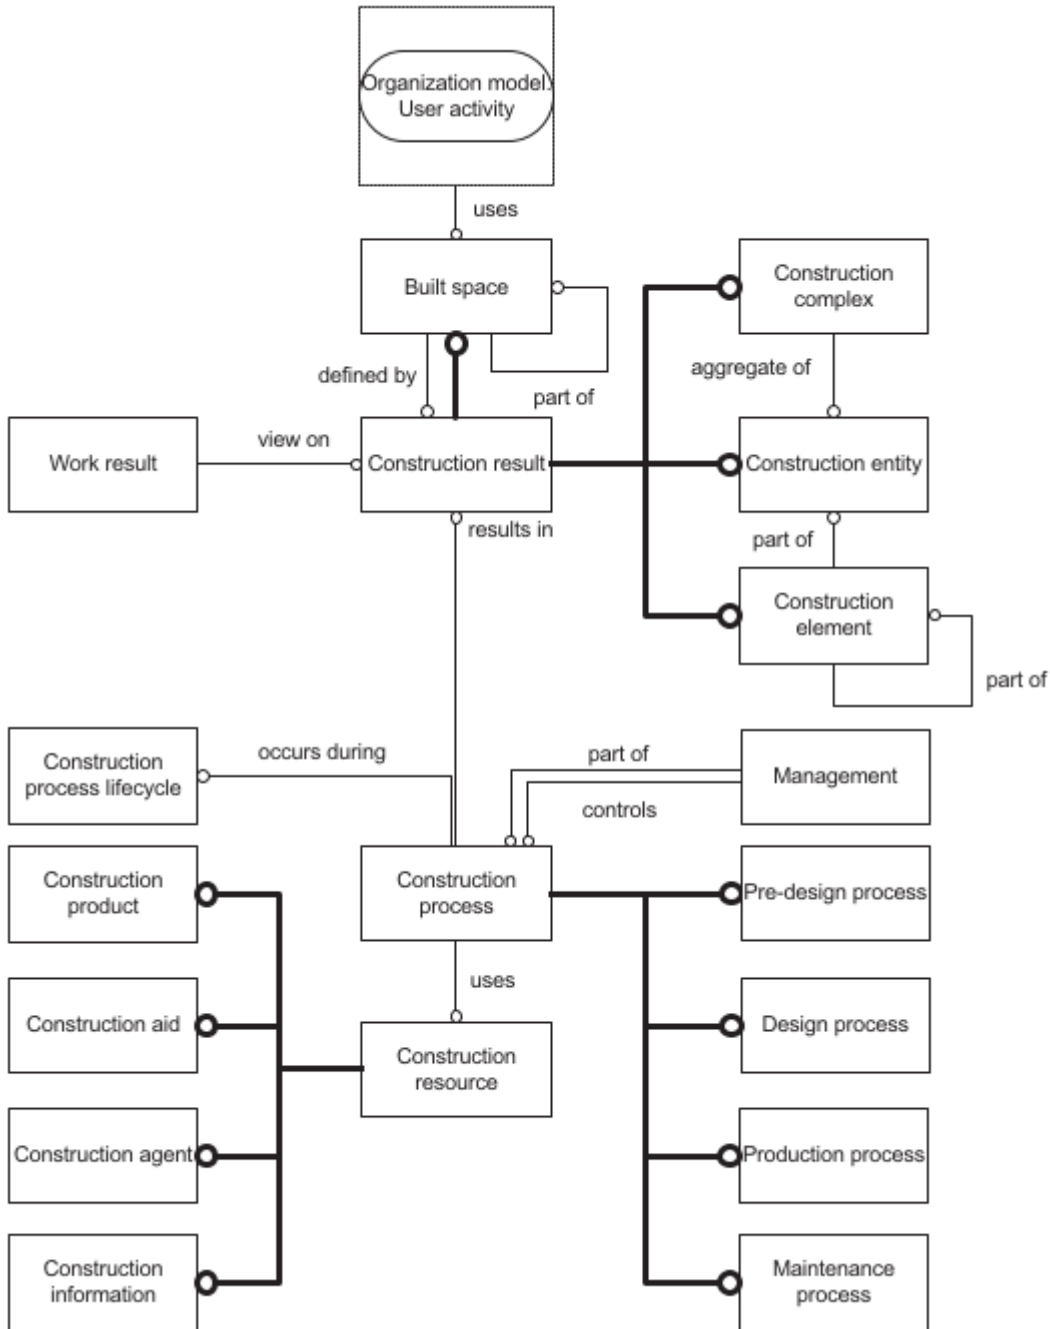 Organization model.
User activity
uses
Built space
Construction
complex
defined by
part of
aggregate of
Work result
view on
Construction result
Construction entity
results in
part of
Construction
element
part of
Construction
process lifecycle
occurs during
part of
controls
Management
Construction
product
Construction
process
Pre-design process
uses
Construction aid
Construction
resource
Design process
Construction agent
Production process
Construction
information
Maintenance
process